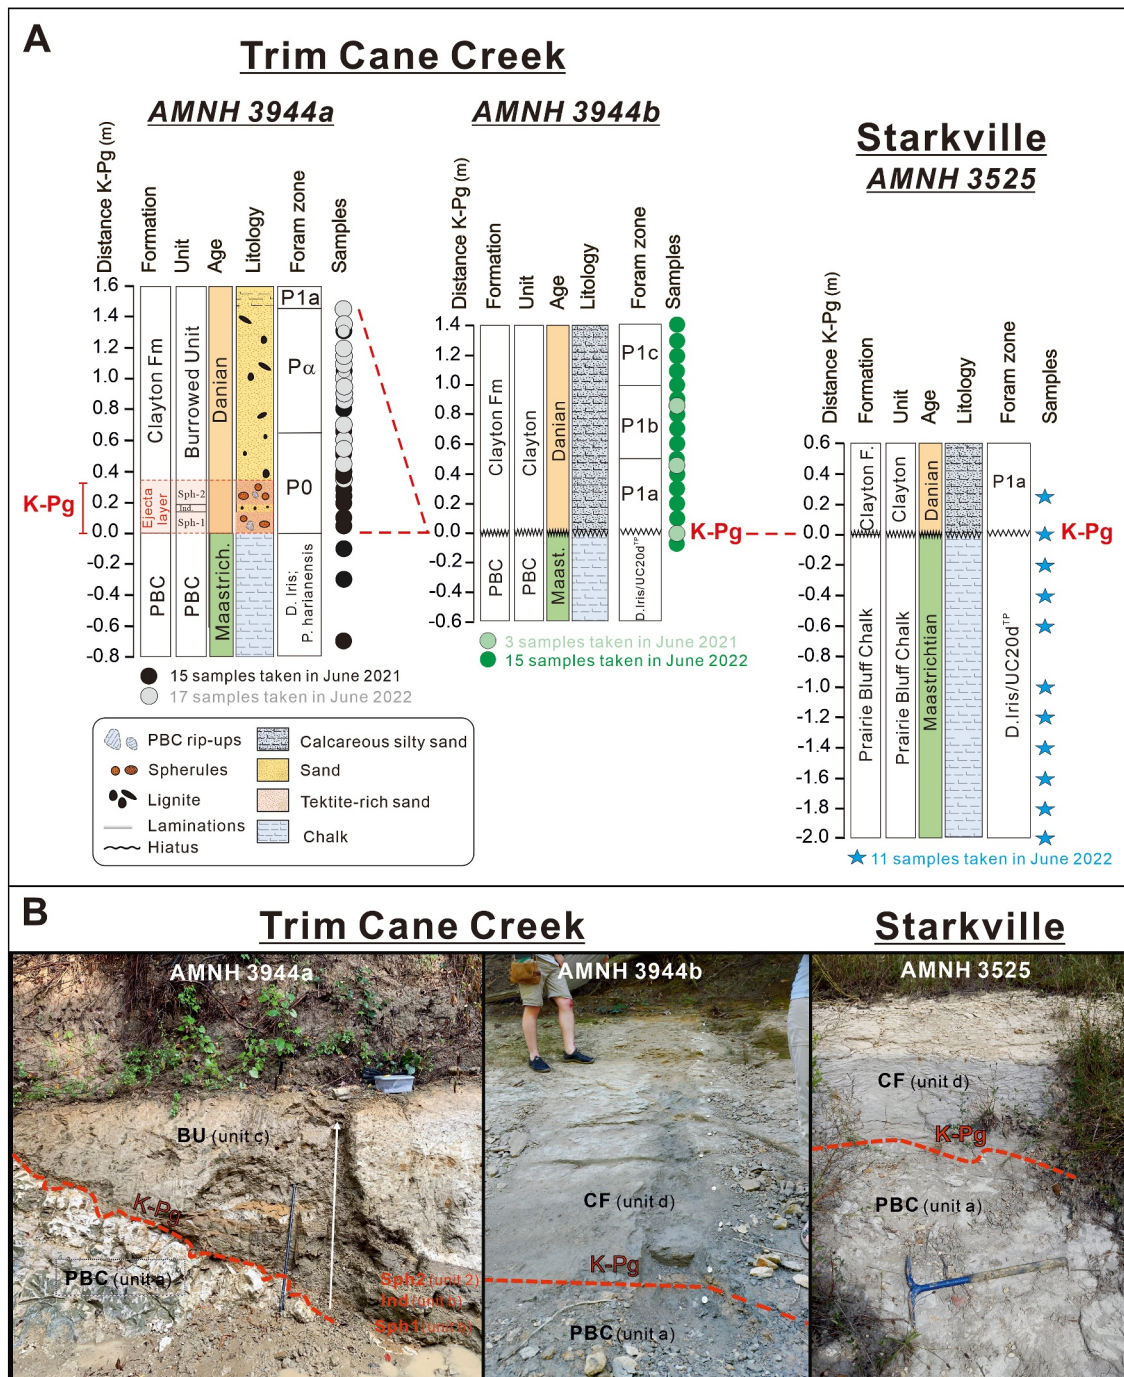 A
Trim Cane Creek
AMNH 3944a
AMNH 3944b
Starkville
AMNH 3525
Distance K-Pg (m)
Formation
Unit
Age
Litology
Foram zone
Samples
1.6
1.4
1.2
1.0
0.8
0.6
0.4
0.2
0.0
-0.2
-0.4
-0.6
-0.8
K-Pg
Clayton Fm
Ejecta layer
PBC
Burrowed Unit
Sph-2
Ind.
Sph-1
PBC
Danian
Maastrich.
P1a
Pα
P0
D. Iris;
P. harianensis
15 samples taken in June 2021
17 samples taken in June 2022
Distance K-Pg (m)
Formation
Unit
Age
Litology
Foram zone
Samples
1.4
1.2
1.0
0.8
0.6
0.4
0.2
0.0
-0.2
-0.4
-0.6
Clayton Fm
PBC
Clayton
PBC
Danian
Maast.
P1c
P1b
P1a
D.Iris/UC20dTP
K-Pg
3 samples taken in June 2021
15 samples taken in June 2022
Distance K-Pg (m)
Formation
Unit
Age
Litology
Foram zone
Samples
0.6
0.4
0.2
0.0
-0.2
-0.4
-0.6
-0.8
-1.0
-1.2
-1.4
-1.6
-1.8
-2.0
Clayton F.
Prairie Bluff Chalk
Clayton
Prairie Bluff Chalk
Danian
Maastrichtian
P1a
D.Iris/UC20dTP
K-Pg
11 samples taken in June 2022
PBC rip-ups
Spherules
Lignite
Laminations
Hiatus
Calcareous silty sand
Sand
Tektite-rich sand
Chalk
B
Trim Cane Creek
Starkville
AMNH 3944a
AMNH 3944b
AMNH 3525
BU (unit c)
K-Pg
PBC (unit a)
Sph2 (unit 2)
Ind
Sph1
CF (unit d)
K-Pg
PBC (unit a)
CF (unit d)
K-Pg
PBC (unit a)